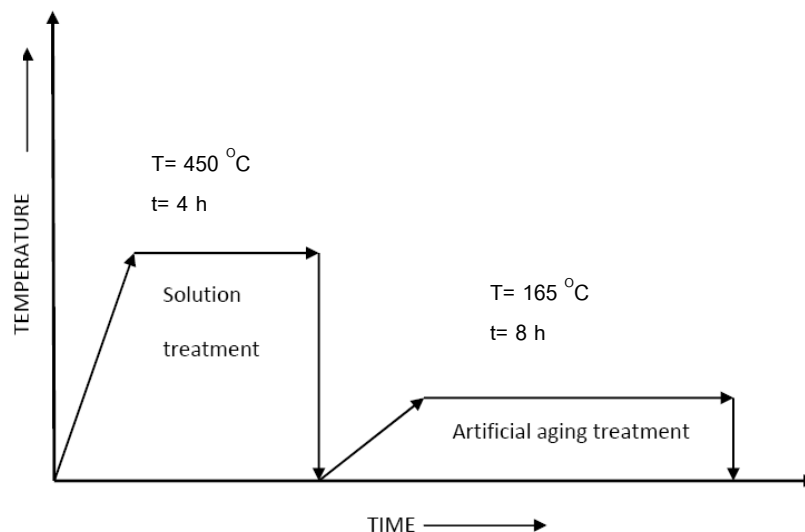 T= 450 °C
t= 4 h
TEMPERATURE
Solution
treatment
T= 165 °C
t= 8 h
Artificial aging treatment
TIME